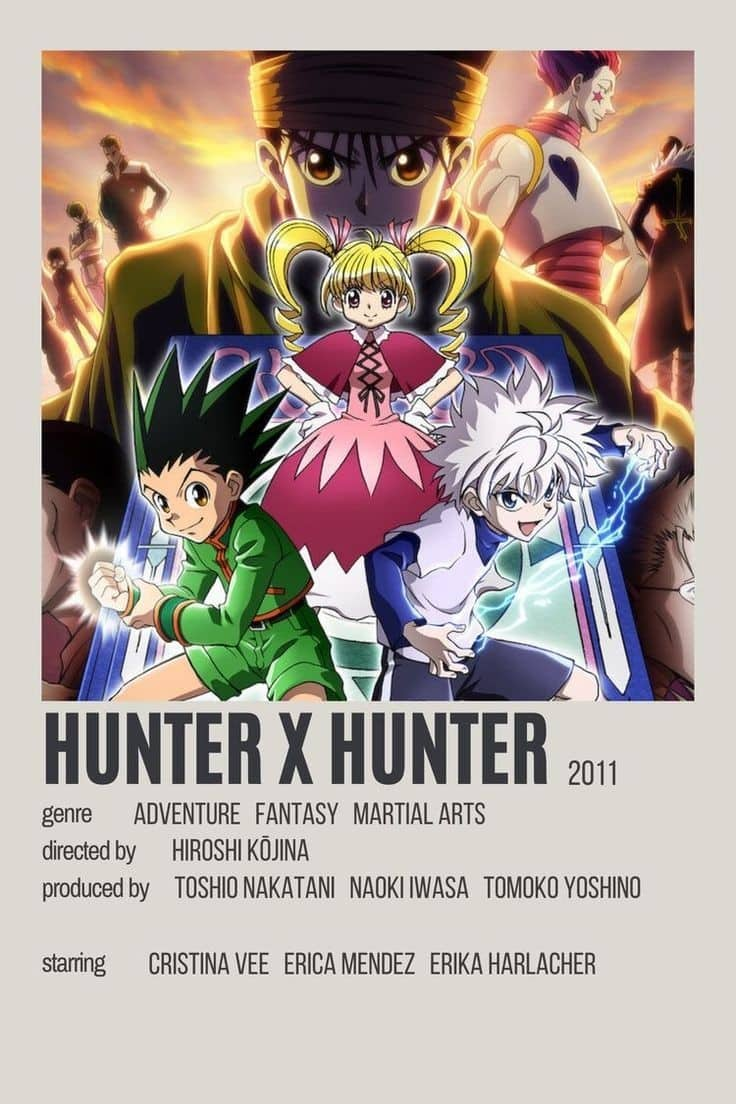 HUNTER X HUNTER 2011
genre ADVENTURE FANTASY MARTIAL ARTS
directed by HIROSHI KŌJINA
produced by TOSHIO NAKATANI NAOKI IWASA TOMOKO YOSHINO
starring CRISTINA VEE ERICA MENDEZ ERIKA HARLACHER